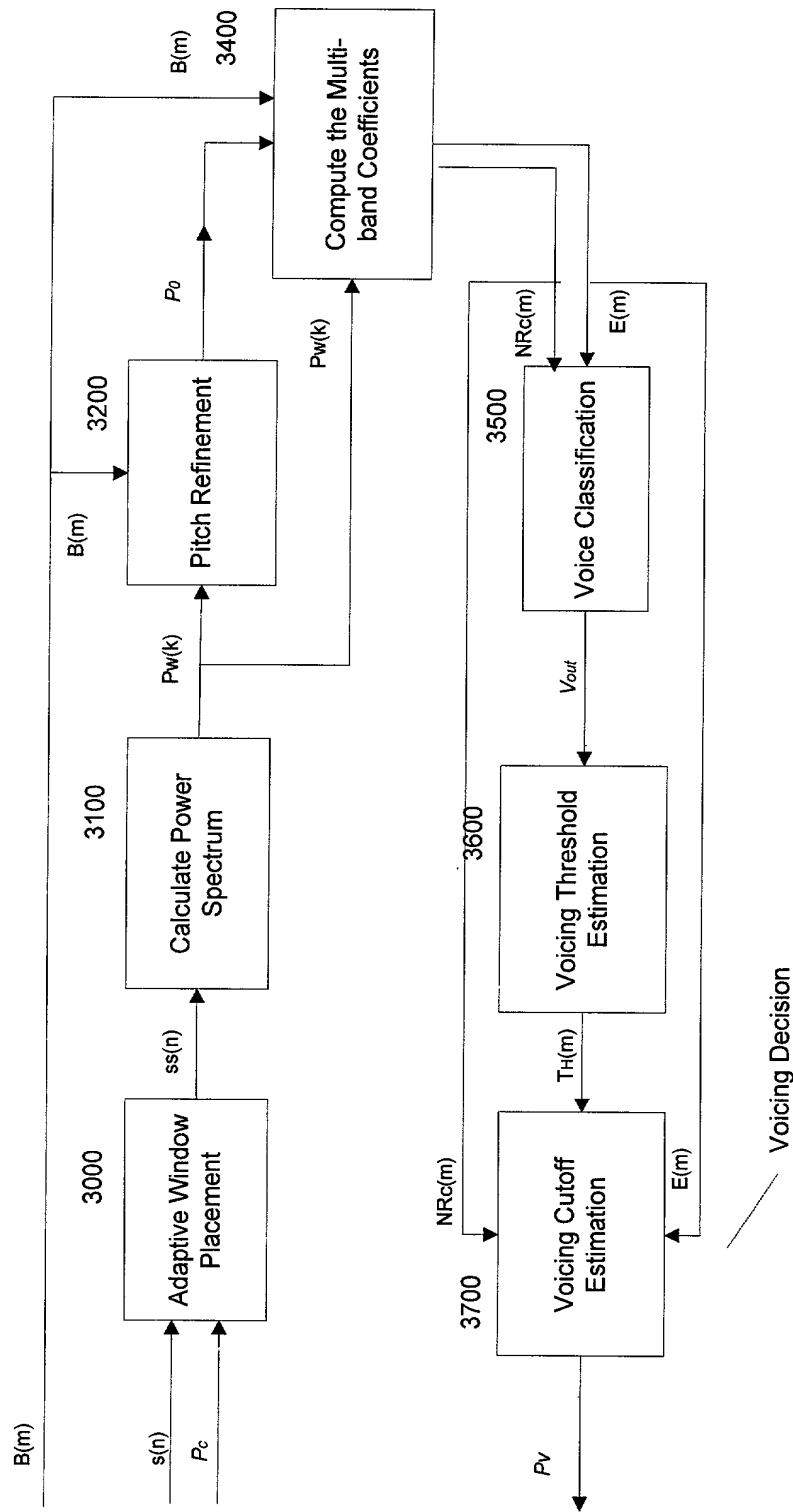 B(m)
s(n)
Pc
3000
Adaptive Window
Placement
ss(n)
3100
Calculate Power
Spectrum
Pw(k)
B(m)
3200
Pitch Refinement
P0
Pw(k)
B(m)
3400
Compute the Multi-
band Coefficients
NRc(m)
E(m)
3500
Voice Classification
Vout
3600
Voicing Threshold
Estimation
TH(m)
NRc(m)
E(m)
3700
Voicing Cutoff
Estimation
Pv
Voicing Decision